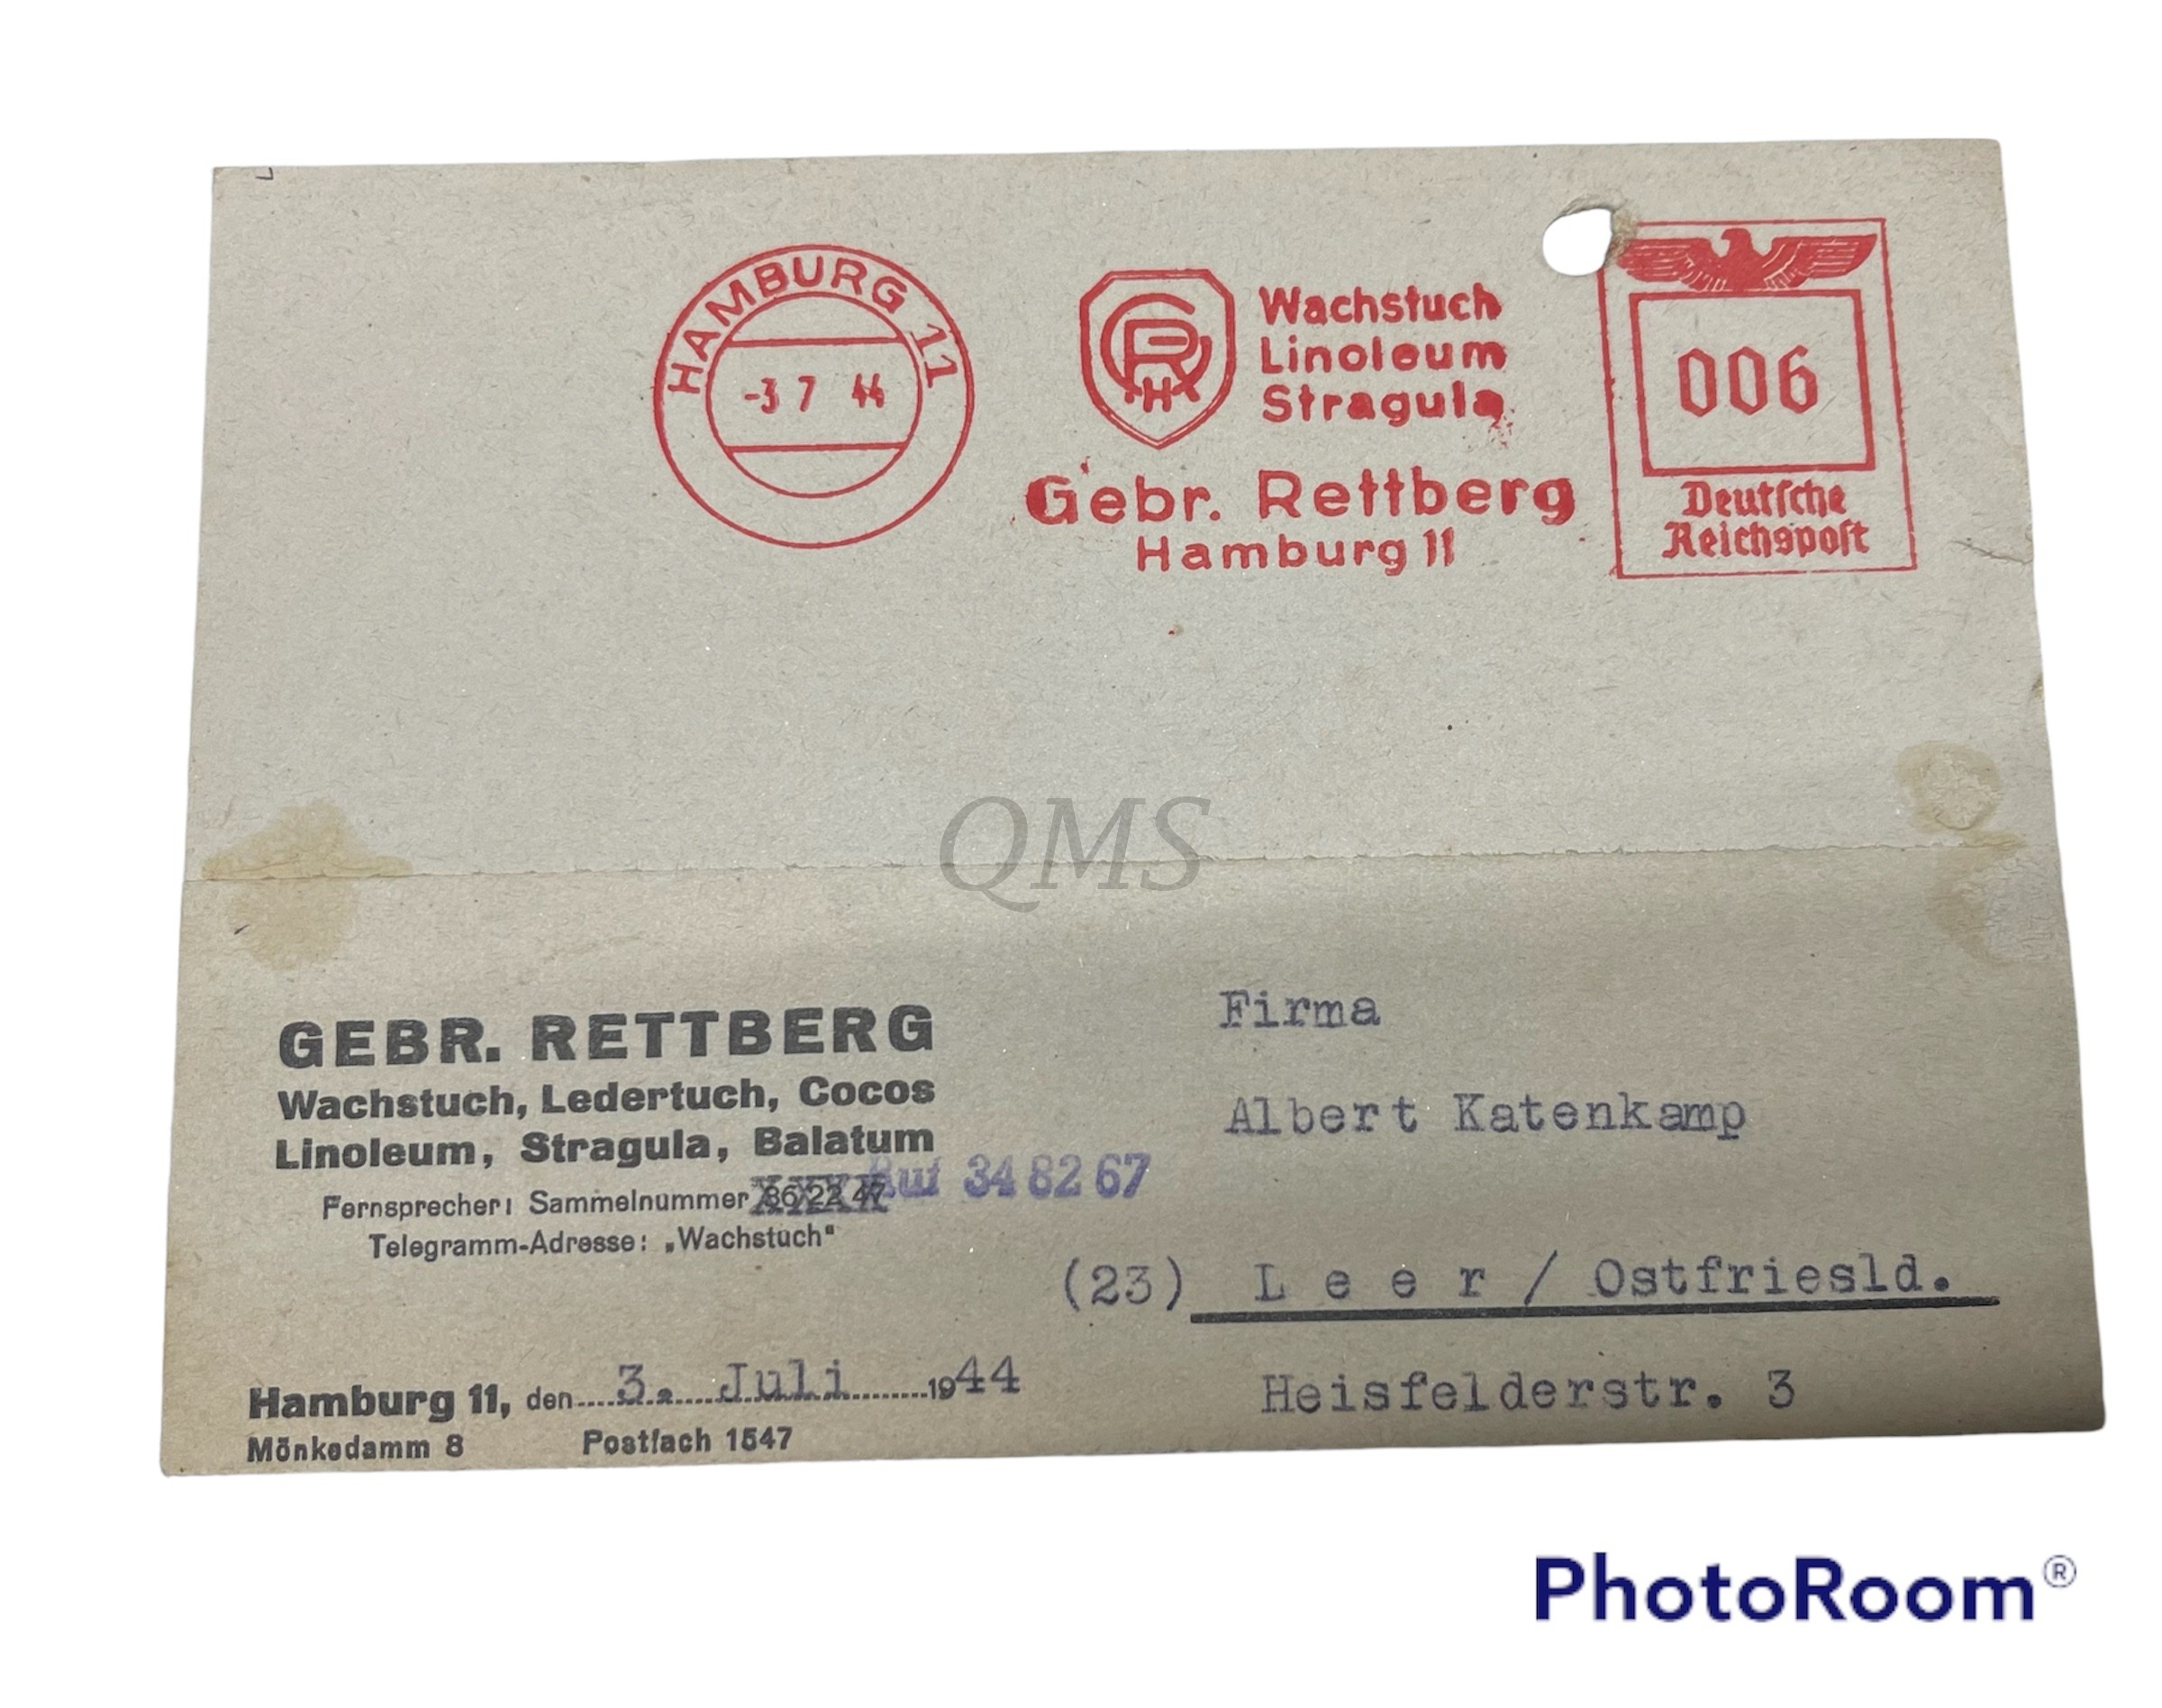 HAMBURG 11
-3 7 44
GR
H
Wachstuch
Linoleum
Stragula
Gebr. Rettberg
Hamburg 11
006
Deutsche
Reichspost
QMS
GEBR. RETTBERG
Wachstuch, Ledertuch, Cocos
Linoleum, Stragula, Balatum
Fernsprecher: Sammelnummer 36 22 47 Ruf 34 82 67
Telegramm-Adresse: „Wachstuch“
Hamburg 11, den 3. Juli 1944
Mönkedamm 8 Postfach 1547
Firma
Albert Katenkamp
(23) Leer / Ostfriesld.
Heisfelderstr. 3
PhotoRoom®